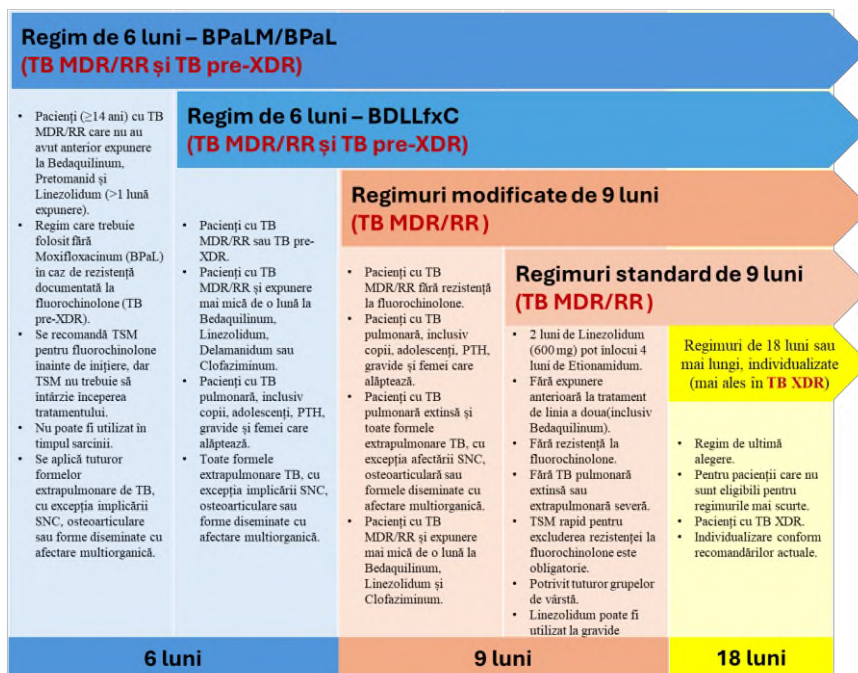 Regim de 6 luni – BPaLM/BPaL
(TB MDR/RR și TB pre-XDR)
• Pacienți (≥14 ani) cu TB
MDR/RR care nu au
avut anterior expunere
la Bedaquilinum,
Pretomanid și
Linezolidum (>1 lună
expunere).
• Regim care trebuie
folosit fără
Moxifloxacinum (BPaL)
în caz de rezistență
documentată la
fluorochinolone (TB
pre-XDR).
• Se recomandă TSM
pentru fluorochinolone
înainte de inițiere, dar
TSM nu trebuie să
întârzie începerea
tratamentului.
• Nu poate fi utilizat în
timpul sarcinii.
• Se aplică tuturor
formelor
extrapulmonare de TB,
cu excepția implicării
SNC, osteoarticulare
sau forme diseminate cu
afectare multiorganică.
Regim de 6 luni – BDLLfxC
(TB MDR/RR și TB pre-XDR)
• Pacienți cu TB
MDR/RR sau TB pre-
XDR.
• Pacienți cu TB
MDR/RR și expunere
mai mică de o lună la
Bedaquilinum,
Linezolidum,
Delamanidum sau
Clofaziminum.
• Pacienți cu TB
pulmonară, inclusiv
copii, adolescenți, PTH,
gravide și femei care
alăptează.
• Toate formele
extrapulmonare TB, cu
excepția implicării SNC,
osteoarticulare sau
forme diseminate cu
afectare multiorganică.
Regimuri modificate de 9 luni
(TB MDR/RR)
• Pacienți cu TB
MDR/RR fără rezistență
la fluorochinolone.
• Pacienți cu TB
pulmonară, inclusiv
copii, adolescenți, PTH,
gravide și femei care
alăptează.
• Pacienți cu TB
pulmonară extinsă și
toate formele
extrapulmonare TB, cu
excepția afectării SNC,
osteoarticulară sau
formele diseminate cu
afectare multiorganică.
• Pacienți cu TB
MDR/RR și expunere
mai mică de o lună la
Bedaquilinum,
Linezolidum și
Clofaziminum.
Regimuri standard de 9 luni
(TB MDR/RR)
• 2 luni de Linezolidum
(600 mg) pot înlocui 4
luni de Etionamidum.
• Fără expunere
anterioară la tratament
de linia a doua(inclusiv
Bedaquilinum).
• Fără rezistență la
fluorochinolone.
• Fără TB pulmonară
extinsă sau
extrapulmonară severă.
• TSM rapid pentru
excluderea rezistenței la
fluorochinolone este
obligatorie.
• Potrivit tuturor grupelor
de vârstă.
• Linezolidum poate fi
utilizat la gravide
Regimuri de 18 luni sau
mai lungi, individualizate
(mai ales în TB XDR)
• Regim de ultimă
alegere.
• Pentru pacienții care nu
sunt eligibili pentru
regimurile mai scurte.
• Pacienți cu TB XDR.
• Individualizare conform
recomandărilor actuale.
6 luni
9 luni
18 luni